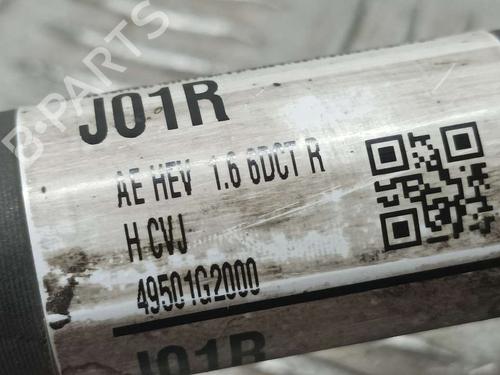 B-PARTS
J01R
AE HEV 1.6 6DCT R
H CVJ
49501G2000
J01R